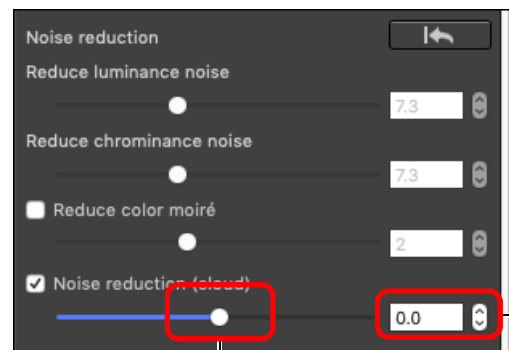 Noise reduction
Reduce luminance noise
7.3
Reduce chrominance noise
7.3
Reduce color moiré
2
Noise reduction (cloud)
0.0